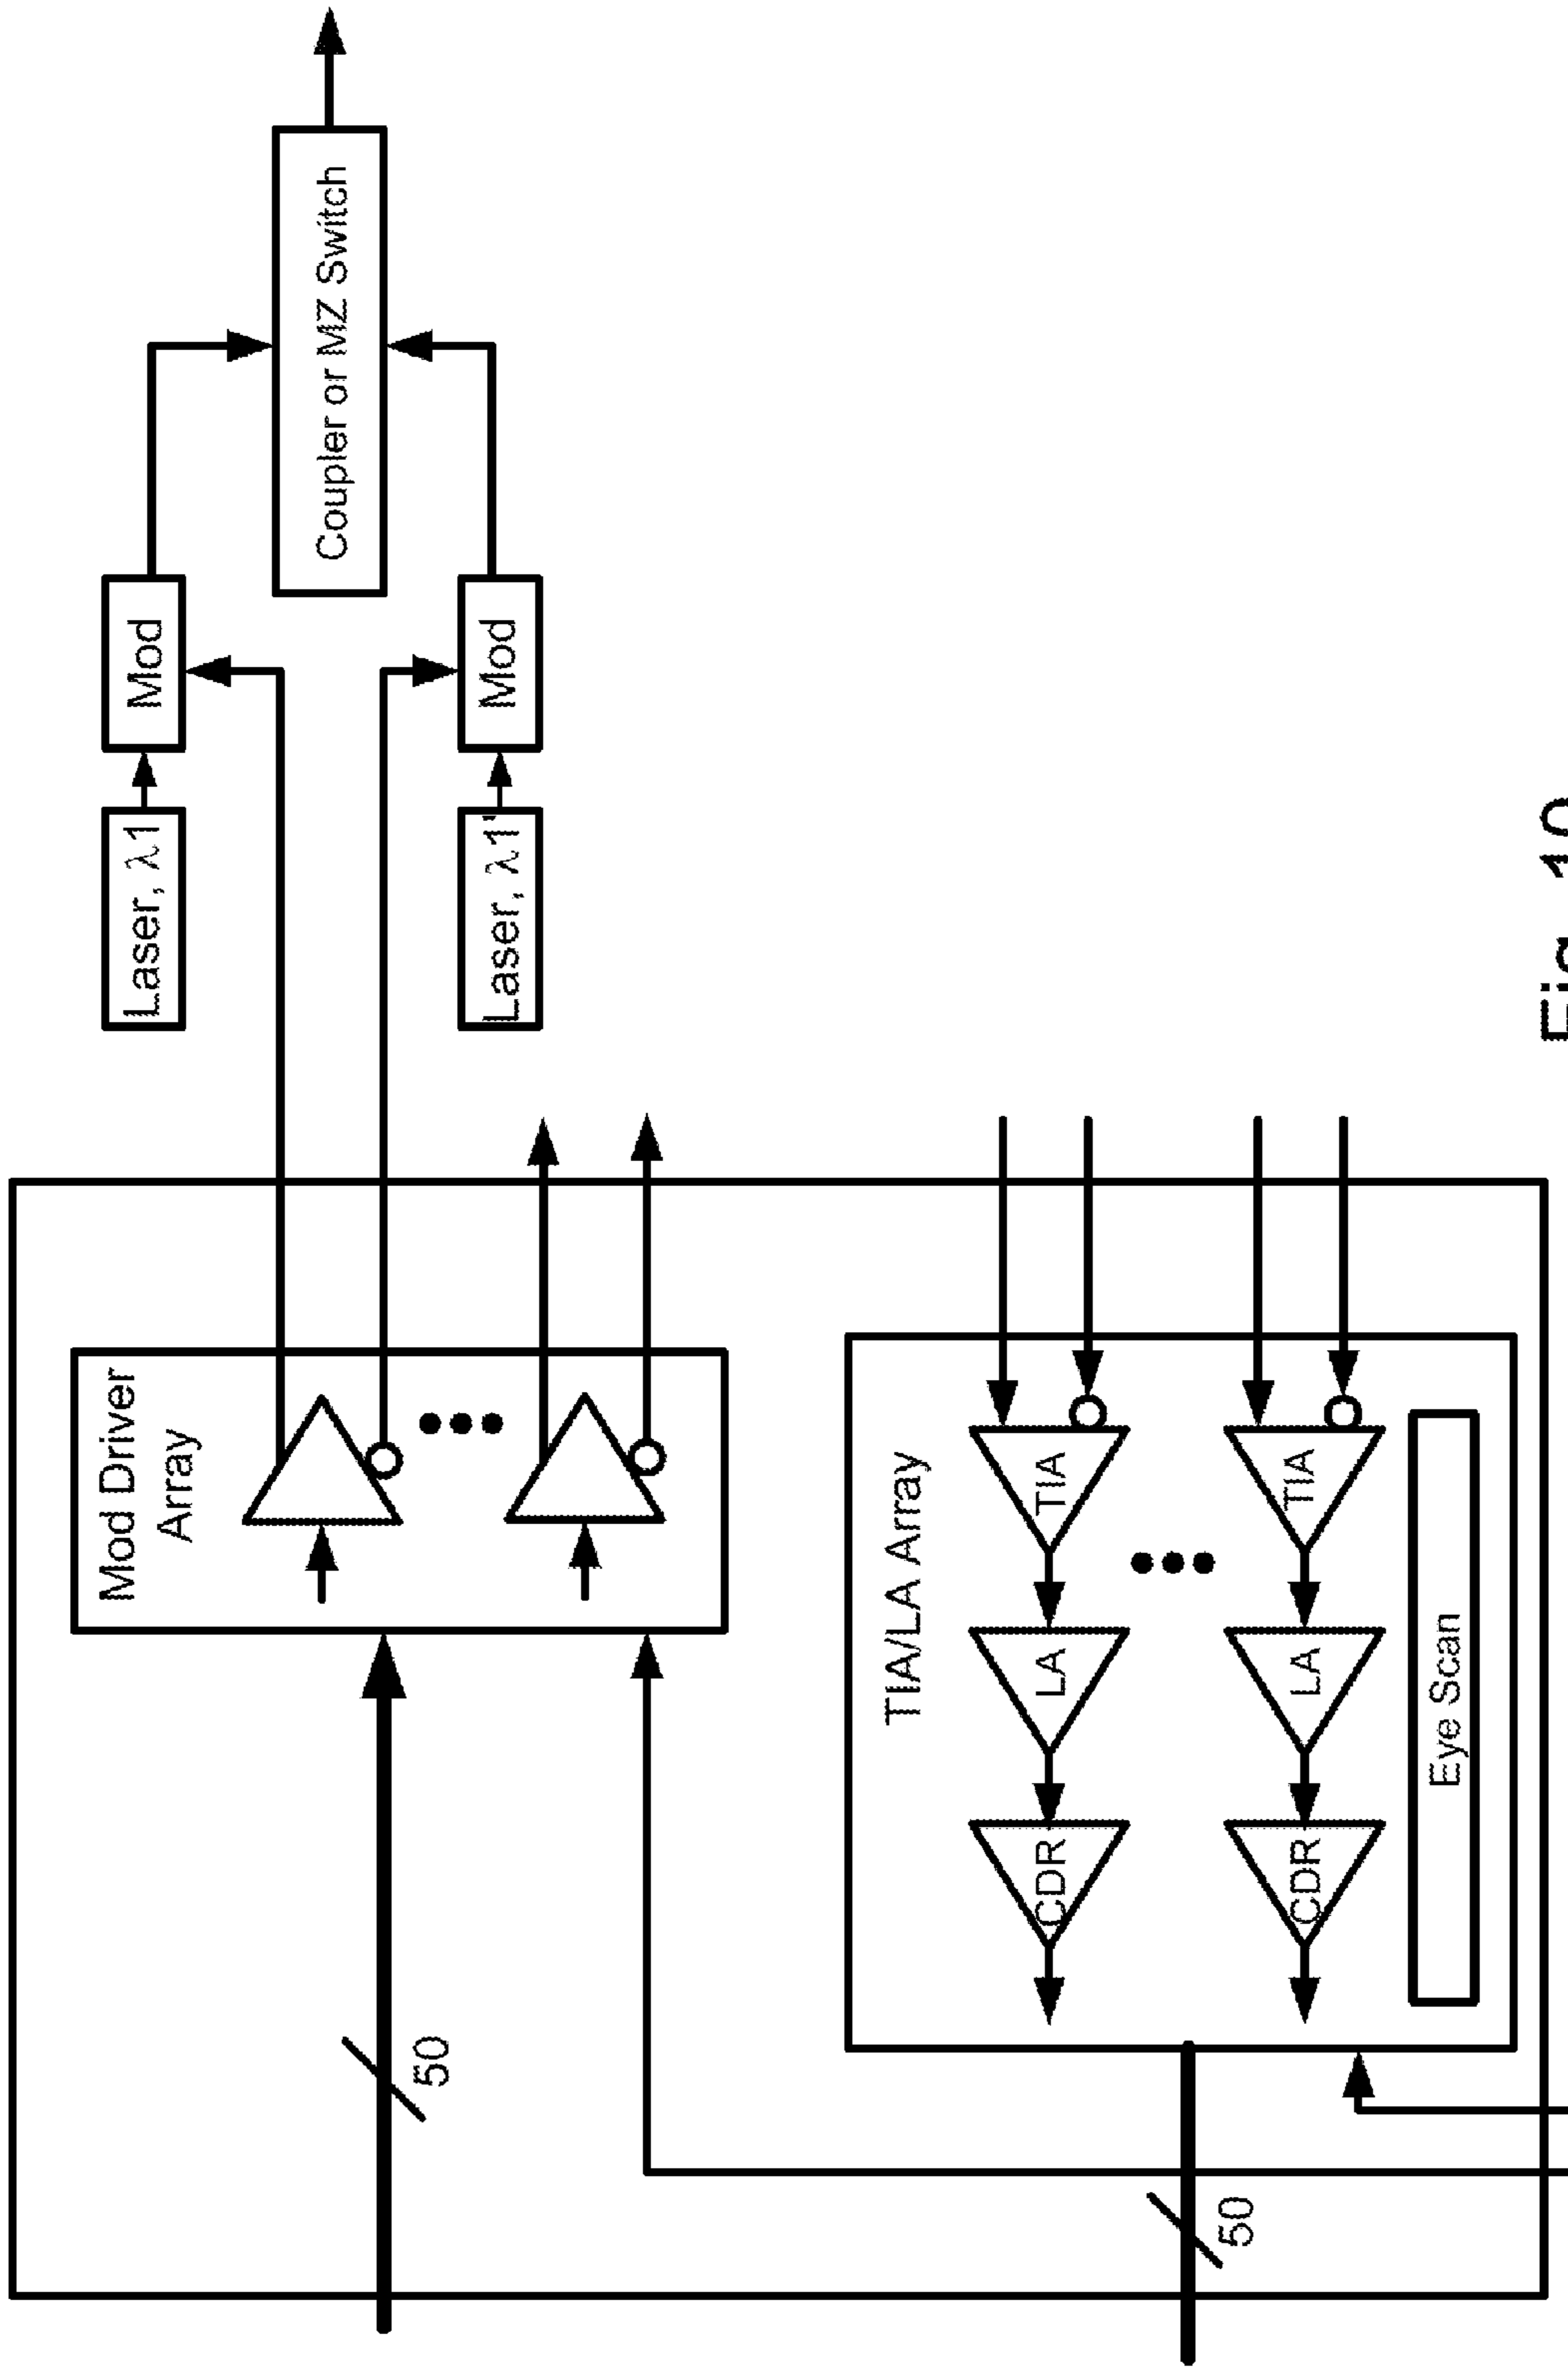 Mod Driver
Array
Laser, λ1
Mod
Coupler or MZ Switch
50
Laser, λ1'
Mod
TIA/LA Array
CDR
LA
TIA
50
CDR
LA
TIA
Eye Scan
Fig.